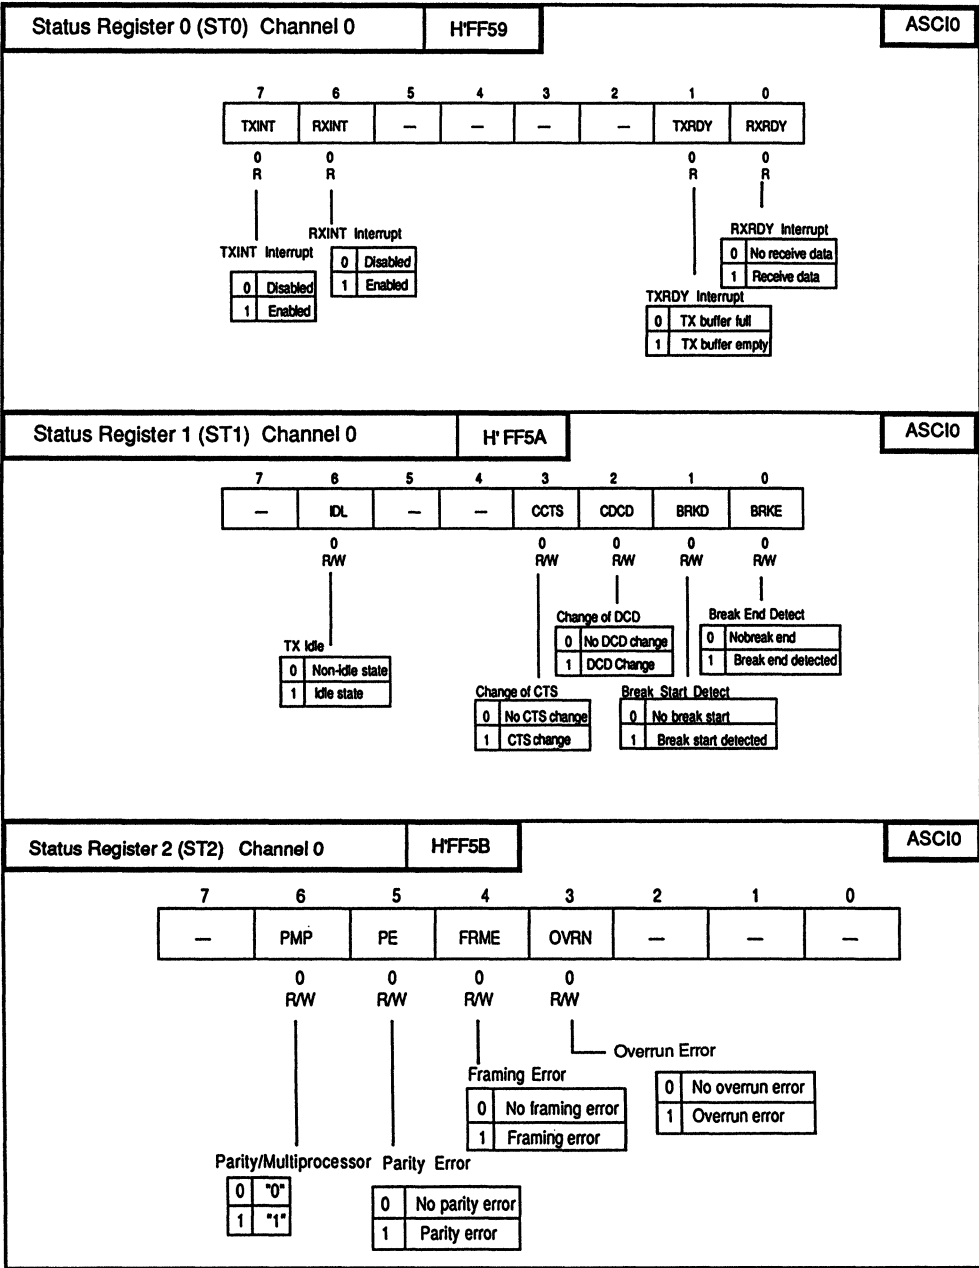 Status Register 0 (ST0) Channel 0 H'FF59 ASCI0
7 6 5 4 3 2 1 0
TXINT RXINT — — — — TXRDY RXRDY
0 0 0 0
R R R R
RXINT Interrupt
0 Disabled
1 Enabled
TXINT Interrupt
0 Disabled
1 Enabled
RXRDY Interrupt
0 No receive data
1 Receive data
TXRDY Interrupt
0 TX buffer full
1 TX buffer empty
Status Register 1 (ST1) Channel 0 H' FF5A ASCI0
7 6 5 4 3 2 1 0
— IDL — — CCTS CDCD BRKD BRKE
0 0 0 0 0
R/W R/W R/W R/W R/W
Change of DCD
0 No DCD change
1 DCD Change
Break End Detect
0 Nobreak end
1 Break end detected
TX Idle
0 Non-idle state
1 Idle state
Change of CTS
0 No CTS change
1 CTS change
Break Start Detect
0 No break start
1 Break start detected
Status Register 2 (ST2) Channel 0 H'FF5B ASCI0
7 6 5 4 3 2 1 0
— PMP PE FRME OVRN — — —
0 0 0 0
R/W R/W R/W R/W
Overrun Error
0 No overrun error
1 Overrun error
Framing Error
0 No framing error
1 Framing error
Parity/Multiprocessor
0 "0"
1 "1"
Parity Error
0 No parity error
1 Parity error